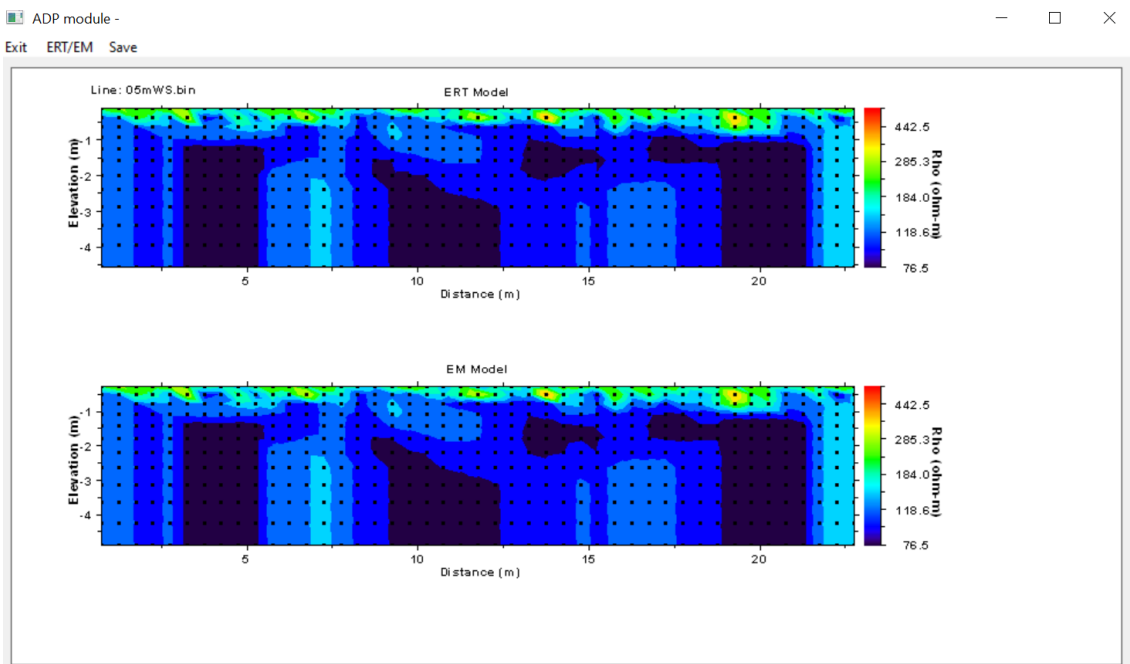 ADP module -
Exit ERT/EM Save
Line: 05mWS.bin
ERT Model
Elevation (m)
-1
-2
-3
-4
5 10 15 20
Distance (m)
442.5
285.3
184.0
118.6
76.5
Rho (ohm-m)
EM Model
Elevation (m)
-1
-2
-3
-4
5 10 15 20
Distance (m)
442.5
285.3
184.0
118.6
76.5
Rho (ohm-m)